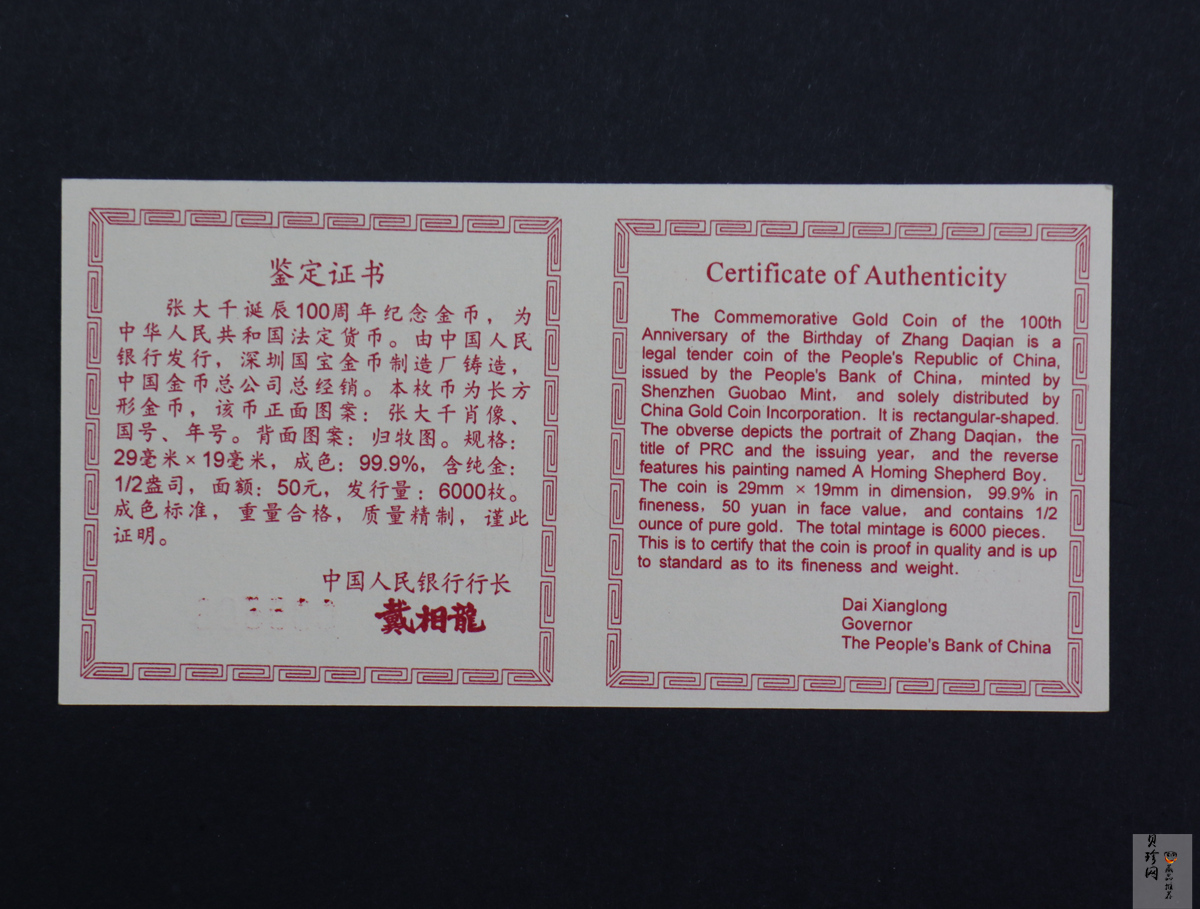 鉴定证书
张大千诞辰100周年纪念金币，为
中华人民共和国法定货币。由中国人民
银行发行，深圳国宝金币制造厂铸造，
中国金币总公司总经销。本枚币为长方
形金币，该币正面图案：张大千肖像、
国号、年号。背面图案：归牧图。规格：
29毫米×19毫米，成色：99.9%，含纯金：
1/2盎司，面额：50元，发行量：6000枚。
成色标准，重量合格，质量精制，谨此
证明。
中国人民银行行长
戴相龍
Certificate of Authenticity
The Commemorative Gold Coin of the 100th
Anniversary of the Birthday of Zhang Daqian is a
legal tender coin of the People's Republic of China,
issued by the People's Bank of China, minted by
Shenzhen Guobao Mint, and solely distributed by
China Gold Coin Incorporation. It is rectangular-shaped.
The obverse depicts the portrait of Zhang Daqian, the
title of PRC and the issuing year, and the reverse
features his painting named A Homing Shepherd Boy.
The coin is 29mm × 19mm in dimension, 99.9% in
fineness, 50 yuan in face value, and contains 1/2
ounce of pure gold. The total mintage is 6000 pieces.
This is to certify that the coin is proof in quality and is up
to standard as to its fineness and weight.
Dai Xianglong
Governor
The People's Bank of China
贝珍网